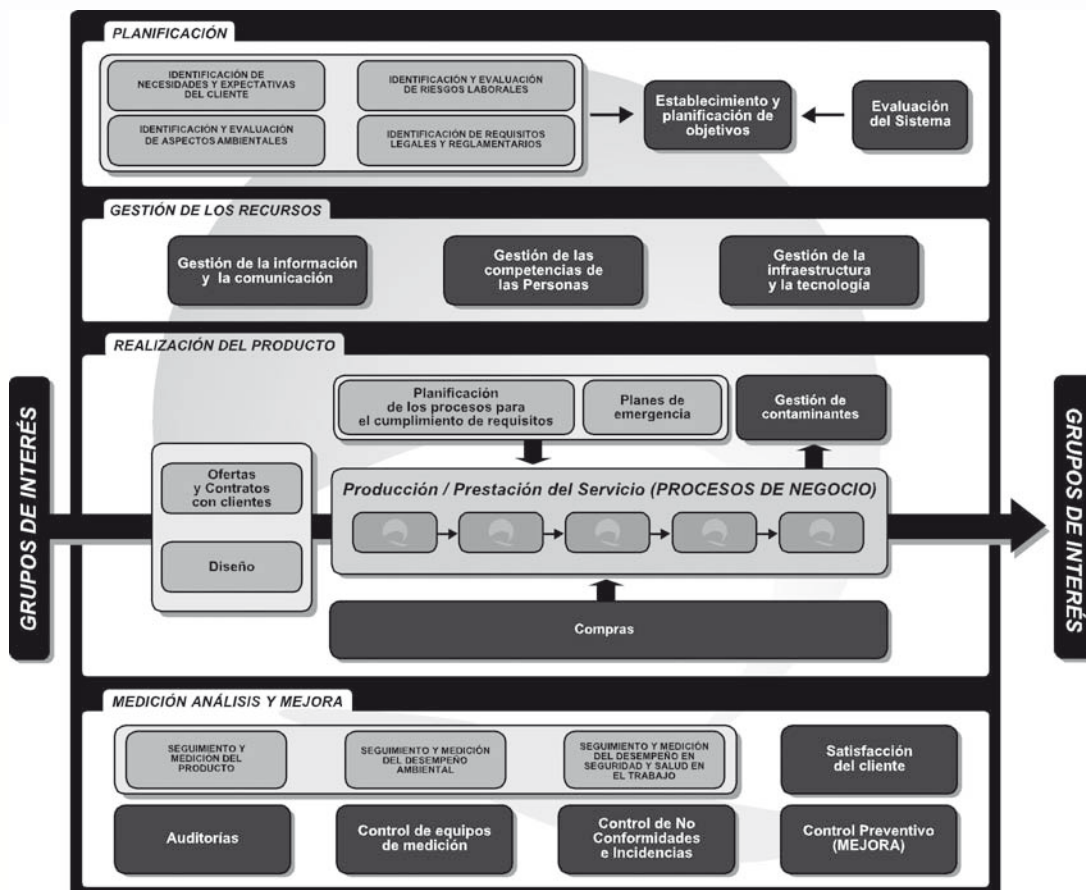 PLANIFICACIÓN
IDENTIFICACIÓN DE
NECESIDADES Y EXPECTATIVAS
DEL CLIENTE
IDENTIFICACIÓN Y EVALUACIÓN
DE RIESGOS LABORALES
IDENTIFICACIÓN Y EVALUACIÓN
DE ASPECTOS AMBIENTALES
IDENTIFICACIÓN DE REQUISITOS
LEGALES Y REGLAMENTARIOS
Establecimiento y
planificación de
objetivos
Evaluación
del Sistema
GESTIÓN DE LOS RECURSOS
Gestión de la información
y la comunicación
Gestión de las
competencias de
las Personas
Gestión de la
infraestructura
y la tecnología
REALIZACIÓN DEL PRODUCTO
GRUPOS DE INTERÉS
Planificación
de los procesos para
el cumplimiento de requisitos
Planes de
emergencia
Gestión de
contaminantes
Ofertas
y Contratos
con clientes
Diseño
Producción / Prestación del Servicio (PROCESOS DE NEGOCIO)
Compras
GRUPOS DE INTERÉS
MEDICIÓN ANÁLISIS Y MEJORA
SEGUIMIENTO Y
MEDICION DEL
PRODUCTO
SEGUIMIENTO Y MEDICIÓN
DEL DESEMPEÑO
AMBIENTAL
SEGUIMIENTO Y MEDICIÓN
DEL DESEMPEÑO EN
SEGURIDAD Y SALUD EN
EL TRABAJO
Satisfacción
del cliente
Auditorías
Control de equipos
de medición
Control de No
Conformidades
e Incidencias
Control Preventivo
(MEJORA)